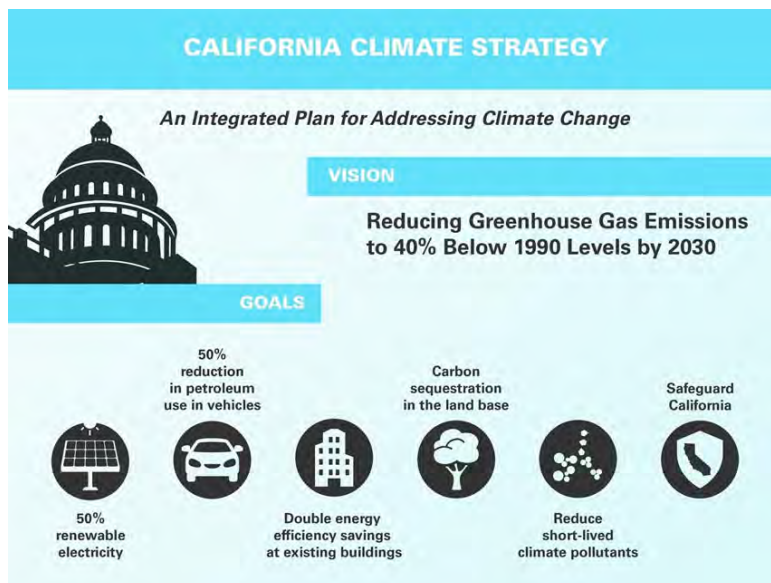 CALIFORNIA CLIMATE STRATEGY
An Integrated Plan for Addressing Climate Change
VISION
Reducing Greenhouse Gas Emissions
to 40% Below 1990 Levels by 2030
GOALS
50%
renewable
electricity
50%
reduction
in petroleum
use in vehicles
Double energy
efficiency savings
at existing buildings
Carbon
sequestration
in the land base
Reduce
short-lived
climate pollutants
Safeguard
California